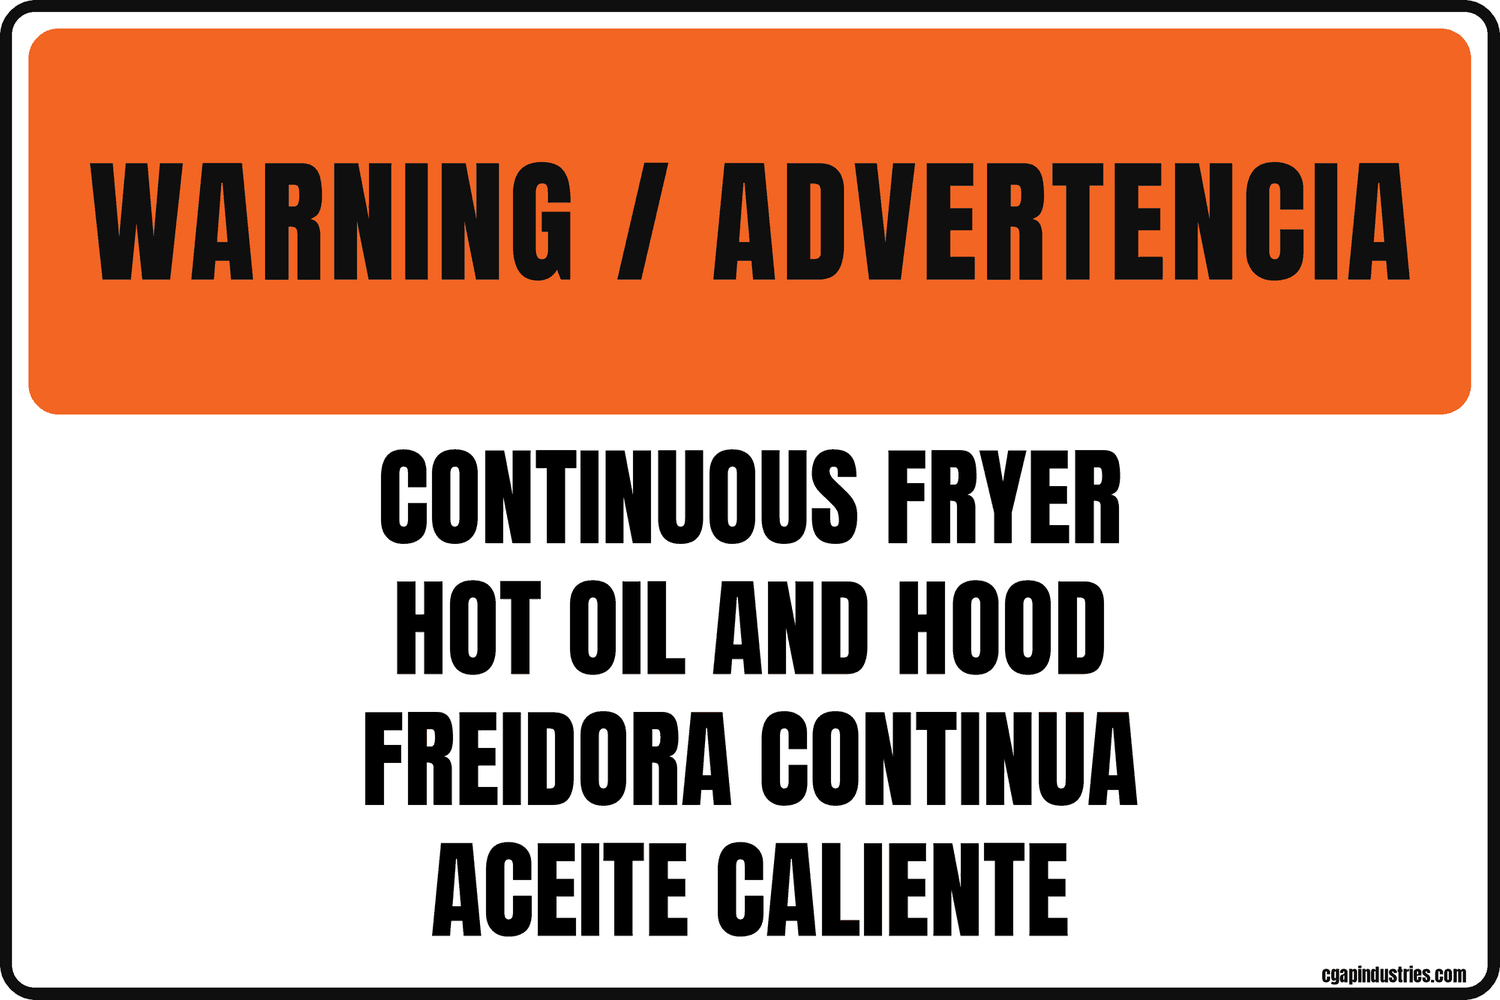 WARNING / ADVERTENCIA
CONTINUOUS FRYER
HOT OIL AND HOOD
FREIDORA CONTINUA
ACEITE CALIENTE
cgapindustries.com